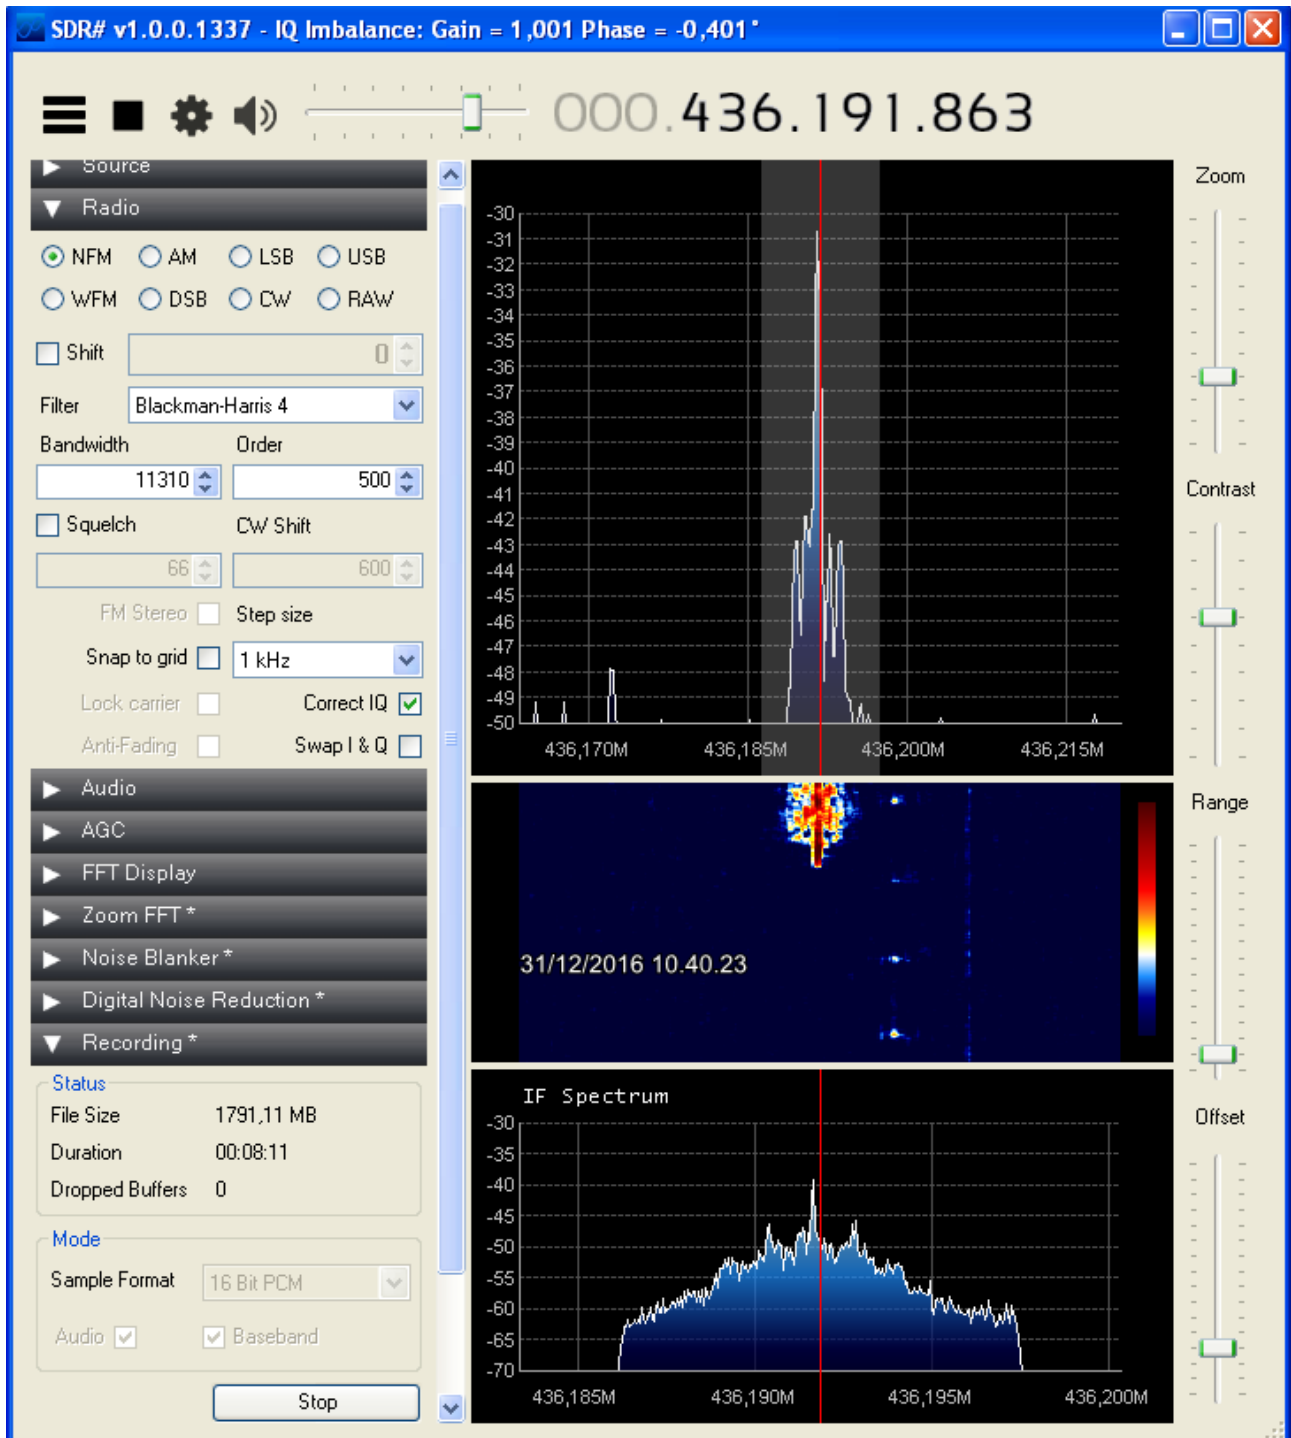 SDR# v1.0.0.1337 - IQ Imbalance: Gain = 1,001 Phase = -0,401°
000.436.191.863
Source
Radio
NFM AM LSB USB
WFM DSB CW RAW
Shift 0
Filter Blackman-Harris 4
Bandwidth Order
11310 500
Squelch CW Shift
66 600
FM Stereo Step size
Snap to grid 1 kHz
Lock carrier Correct IQ
Anti-Fading Swap I & Q
Audio
AGC
FFT Display
Zoom FFT *
Noise Blanker *
Digital Noise Reduction *
Recording *
Status
File Size 1791,11 MB
Duration 00:08:11
Dropped Buffers 0
Mode
Sample Format 16 Bit PCM
Audio Baseband
Stop
-30
-31
-32
-33
-34
-35
-36
-37
-38
-39
-40
-41
-42
-43
-44
-45
-46
-47
-48
-49
-50
436,170M 436,185M 436,200M 436,215M
31/12/2016 10.40.23
IF Spectrum
-30
-35
-40
-45
-50
-55
-60
-65
-70
436,185M 436,190M 436,195M 436,200M
Zoom
Contrast
Range
Offset